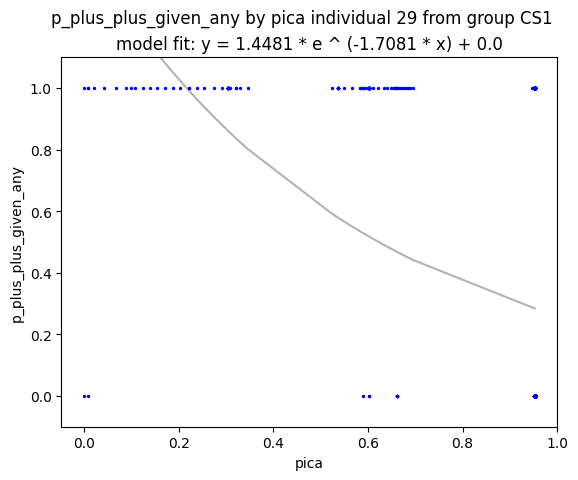 p_plus_plus_given_any by pica individual 29 from group CS1
model fit: y = 1.4481 * e ^ (-1.7081 * x) + 0.0
1.0
0.8
0.6
0.4
0.2
0.0
p_plus_plus_given_any
0.0 0.2 0.4 0.6 0.8 1.0
pica